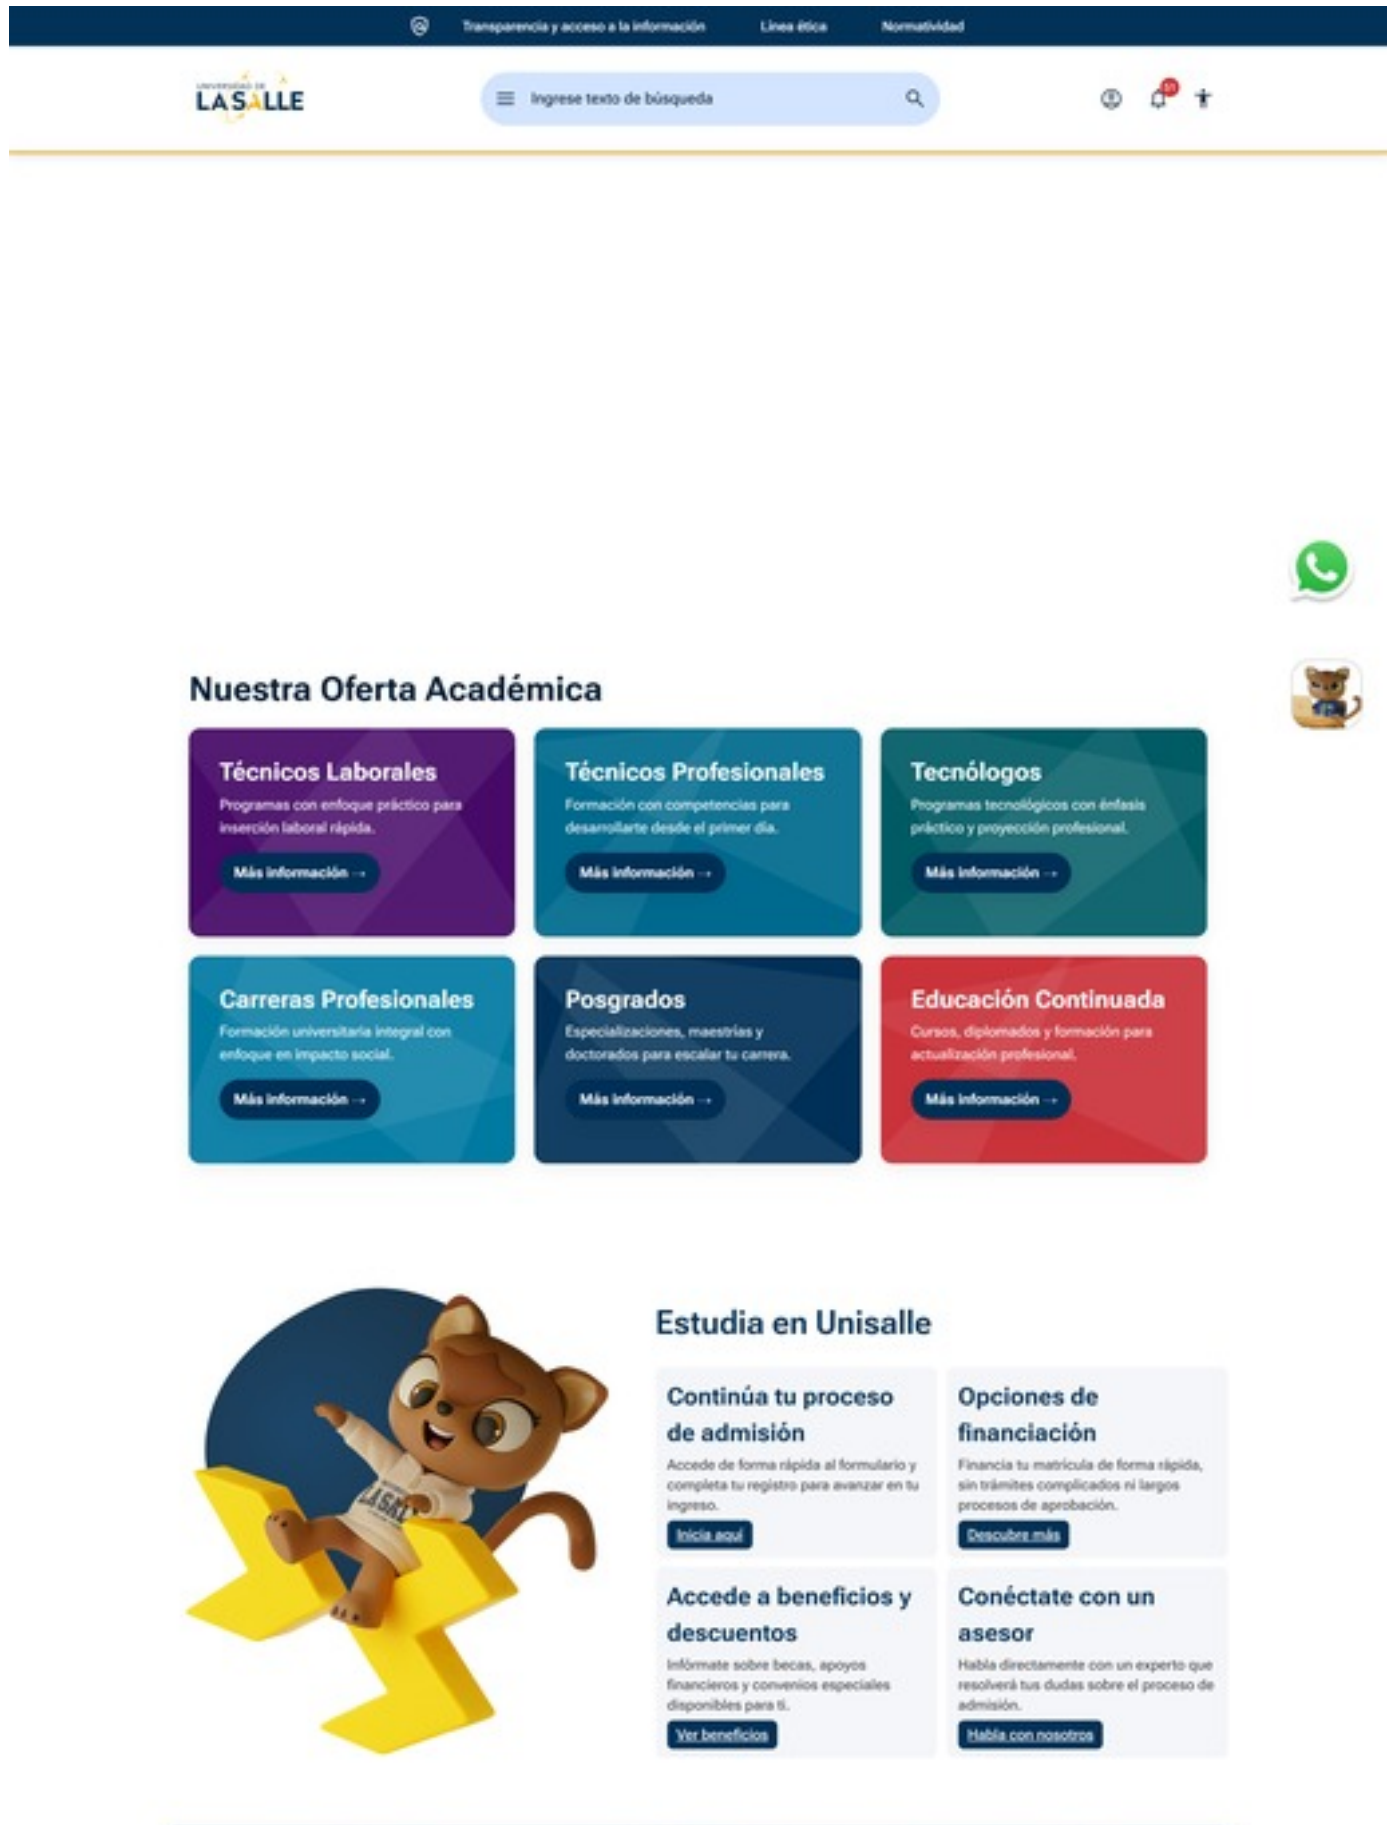 Transparencia y acceso a la información
Línea ética
Normatividad
UNIVERSIDAD DE
LA SALLE
Ingrese texto de búsqueda
Nuestra Oferta Académica
Técnicos Laborales
Programas con enfoque práctico para
inserción laboral rápida.
Más información →
Técnicos Profesionales
Formación con competencias para
desarrollarte desde el primer día.
Más información →
Tecnólogos
Programas tecnológicos con énfasis
práctico y proyección profesional.
Más información →
Carreras Profesionales
Formación universitaria integral con
enfoque en impacto social.
Más información →
Posgrados
Especializaciones, maestrías y
doctorados para escalar tu carrera.
Más información →
Educación Continuada
Cursos, diplomados y formación para
actualización profesional.
Más información →
Estudia en Unisalle
Continúa tu proceso
de admisión
Accede de forma rápida al formulario y
completa tu registro para avanzar en tu
ingreso.
Inicia aquí
Opciones de
financiación
Financia tu matrícula de forma rápida,
sin trámites complicados ni largos
procesos de aprobación.
Descubre más
Accede a beneficios y
descuentos
Infórmate sobre becas, apoyos
financieros y convenios especiales
disponibles para ti.
Ver beneficios
Conéctate con un
asesor
Habla directamente con un experto que
resolverá tus dudas sobre el proceso de
admisión.
Habla con nosotros